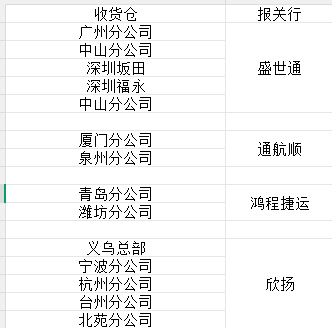 收货仓 报关行
广州分公司
中山分公司
深圳坂田 盛世通
深圳福永
中山分公司
厦门分公司 通航顺
泉州分公司
青岛分公司 鸿程捷运
潍坊分公司
义乌总部
宁波分公司
杭州分公司 欣扬
台州分公司
北苑分公司